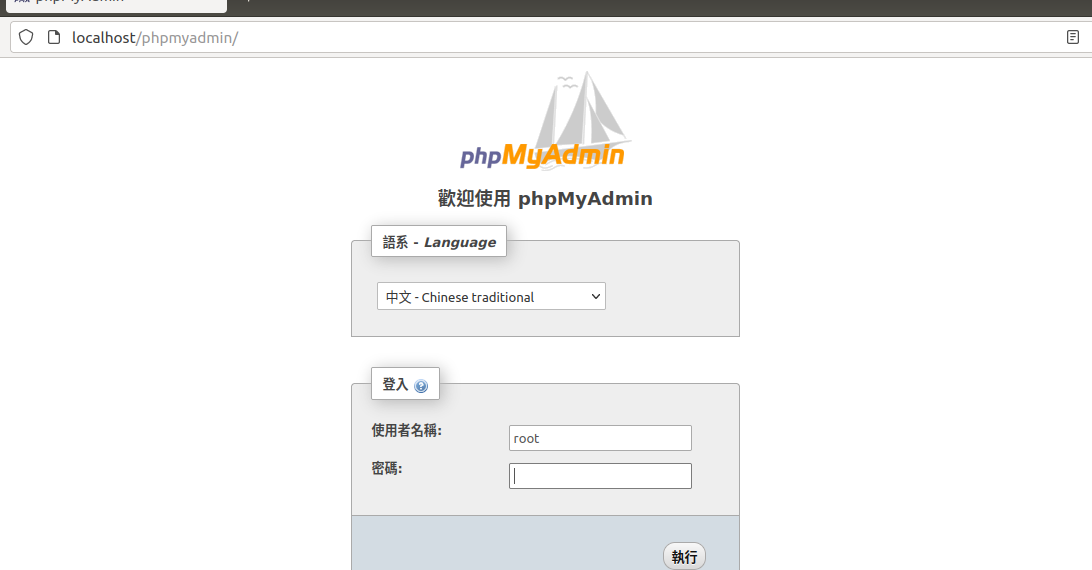 phpMyAdmin
localhost/phpmyadmin/
phpMyAdmin
歡迎使用 phpMyAdmin
語系 - Language
中文 - Chinese traditional
登入
使用者名稱:
root
密碼:
執行